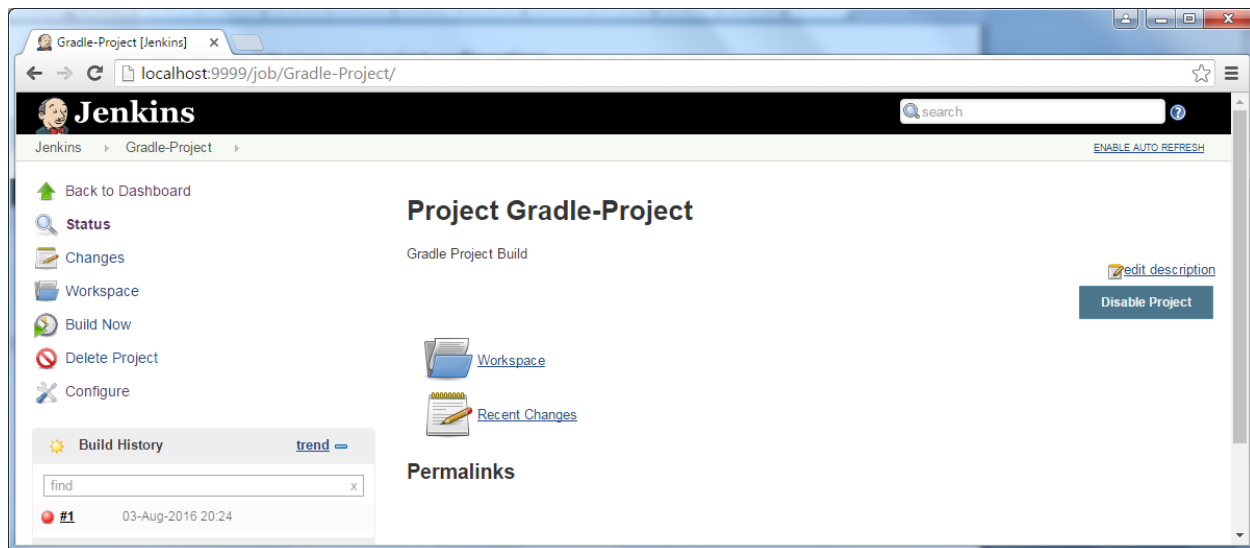 Gradle-Project [Jenkins]
localhost:9999/job/Gradle-Project/
Jenkins
search
Jenkins Gradle-Project
ENABLE AUTO REFRESH
Back to Dashboard
Status
Changes
Workspace
Build Now
Delete Project
Configure
Build History trend
find x
#1 03-Aug-2016 20:24
Project Gradle-Project
Gradle Project Build
edit description
Disable Project
Workspace
Recent Changes
Permalinks